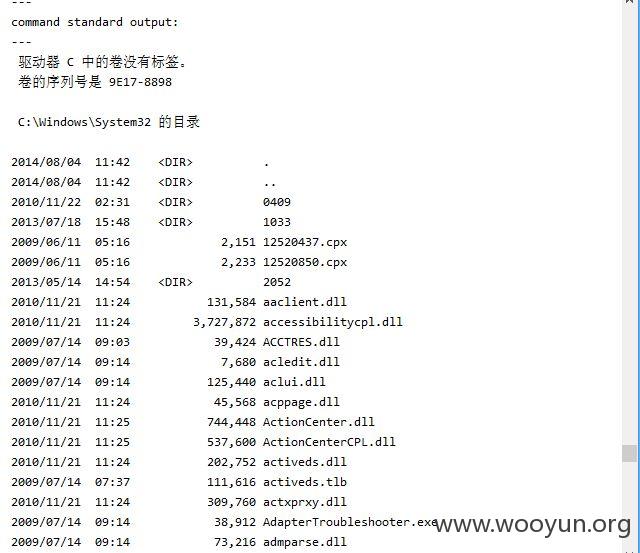 ---
command standard output:
---
驱动器 C 中的卷没有标签。
卷的序列号是 9E17-8898
C:\Windows\System32 的目录
2014/08/04 11:42 <DIR> .
2014/08/04 11:42 <DIR> ..
2010/11/22 02:31 <DIR> 0409
2013/07/18 15:48 <DIR> 1033
2009/06/11 05:16 2,151 12520437.cpx
2009/06/11 05:16 2,233 12520850.cpx
2013/05/14 14:54 <DIR> 2052
2010/11/21 11:24 131,584 aaclient.dll
2010/11/21 11:24 3,727,872 accessibilitycpl.dll
2009/07/14 09:03 39,424 ACCTRES.dll
2009/07/14 09:14 7,680 acledit.dll
2009/07/14 09:14 125,440 aclui.dll
2010/11/21 11:24 45,568 acppage.dll
2010/11/21 11:25 744,448 ActionCenter.dll
2010/11/21 11:25 537,600 ActionCenterCPL.dll
2010/11/21 11:24 202,752 activeds.dll
2009/07/14 07:37 111,616 activeds.tlb
2010/11/21 11:24 309,760 actxprxy.dll
2009/07/14 09:14 38,912 AdapterTroubleshooter.exe
www.wooyun.org
2009/07/14 09:14 73,216 admparse.dll